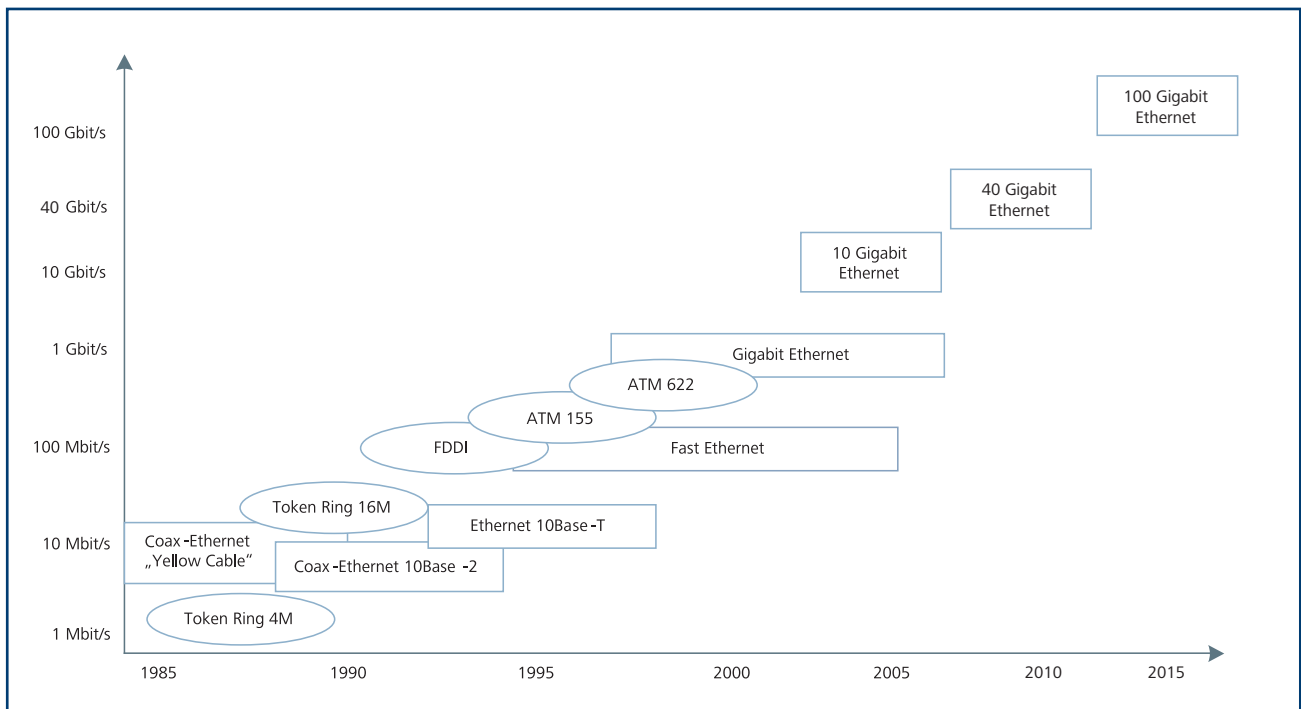 100 Gigabit
Ethernet
100 Gbit/s
40 Gigabit
Ethernet
40 Gbit/s
10 Gigabit
Ethernet
10 Gbit/s
1 Gbit/s
Gigabit Ethernet
ATM 622
ATM 155
100 Mbit/s
FDDI
Fast Ethernet
Token Ring 16M
Ethernet 10Base-T
10 Mbit/s
Coax-Ethernet
„Yellow Cable”
Coax-Ethernet 10Base -2
Token Ring 4M
1 Mbit/s
1985
1990
1995
2000
2005
2010
2015